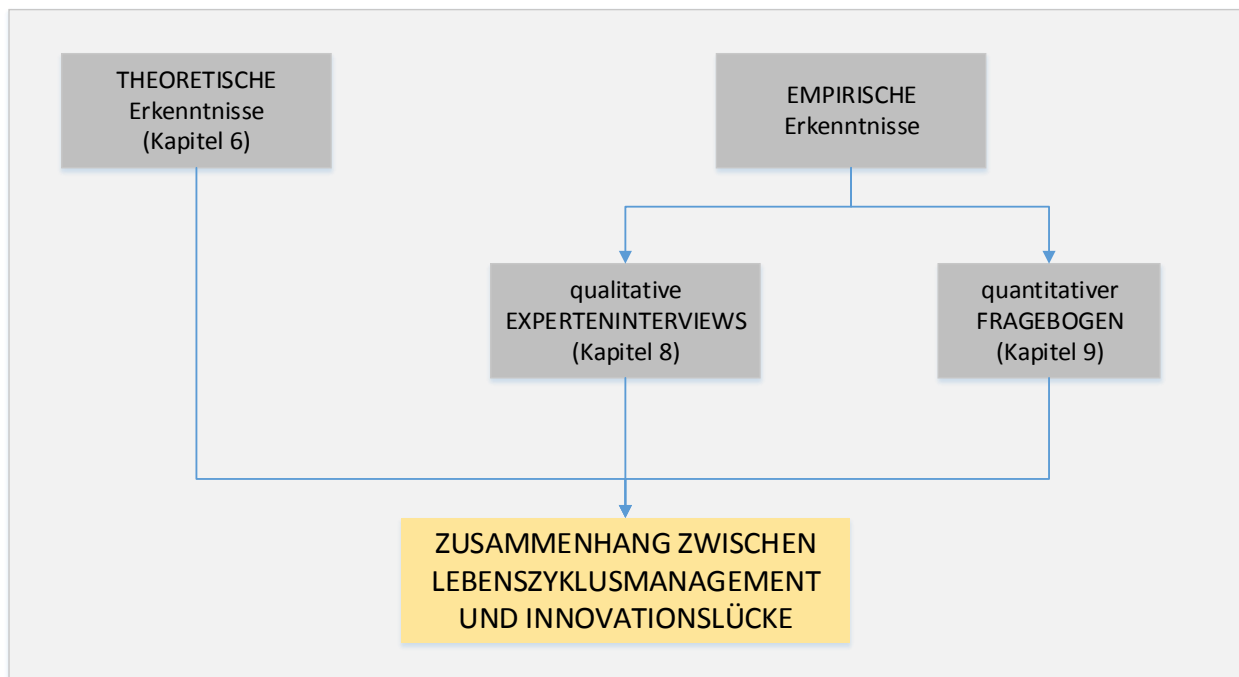 THEORETISCHE
Erkenntnisse
(Kapitel 6)
EMPIRISCHE
Erkenntnisse
qualitative
EXPERTENINTERVIEWS
(Kapitel 8)
quantitativer
FRAGEBOGEN
(Kapitel 9)
ZUSAMMENHANG ZWISCHEN
LEBENSZYKLUSMANAGEMENT
UND INNOVATIONSLÜCKE